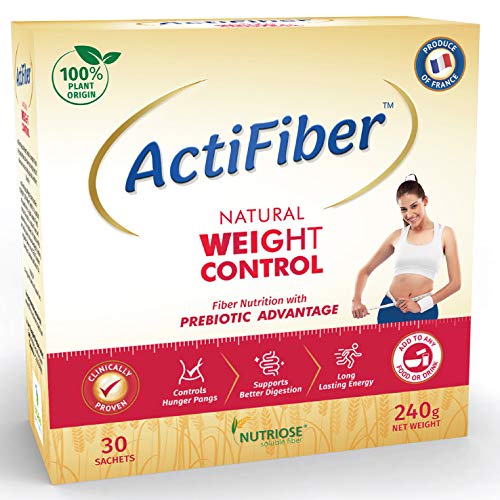 100%
PLANT
ORIGIN
PRODUCE
OF FRANCE
ActiFiber™
NATURAL
WEIGHT
CONTROL
Fiber Nutrition with
PREBIOTIC ADVANTAGE
CLINICALLY
PROVEN
Controls
Hunger Pangs
Supports
Better Digestion
Long
Lasting Energy
ADD TO ANY
FOOD OR DRINK
30
SACHETS
NUTRIOSE®
soluble fiber
240g
NET WEIGHT